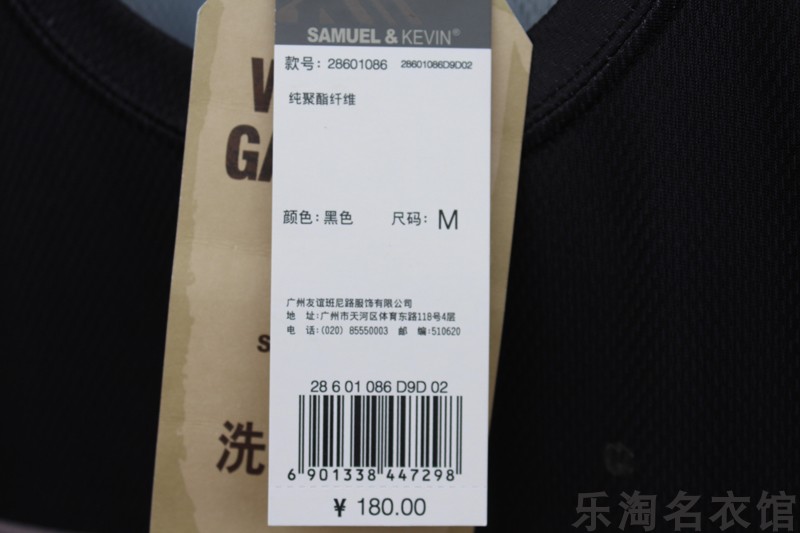 SAMUEL & KEVIN®
款号：28601086 28601086D9D02
纯聚酯纤维
颜色：黑色 尺码： M
广州友谊班尼路服饰有限公司
地 址:广州市天河区体育东路118号4层
电 话:(020) 85550003 邮 编:510620
28 6 01 086 D9D 02
6 901338 447298
¥ 180.00
W
GA
S
洗
乐淘名衣馆